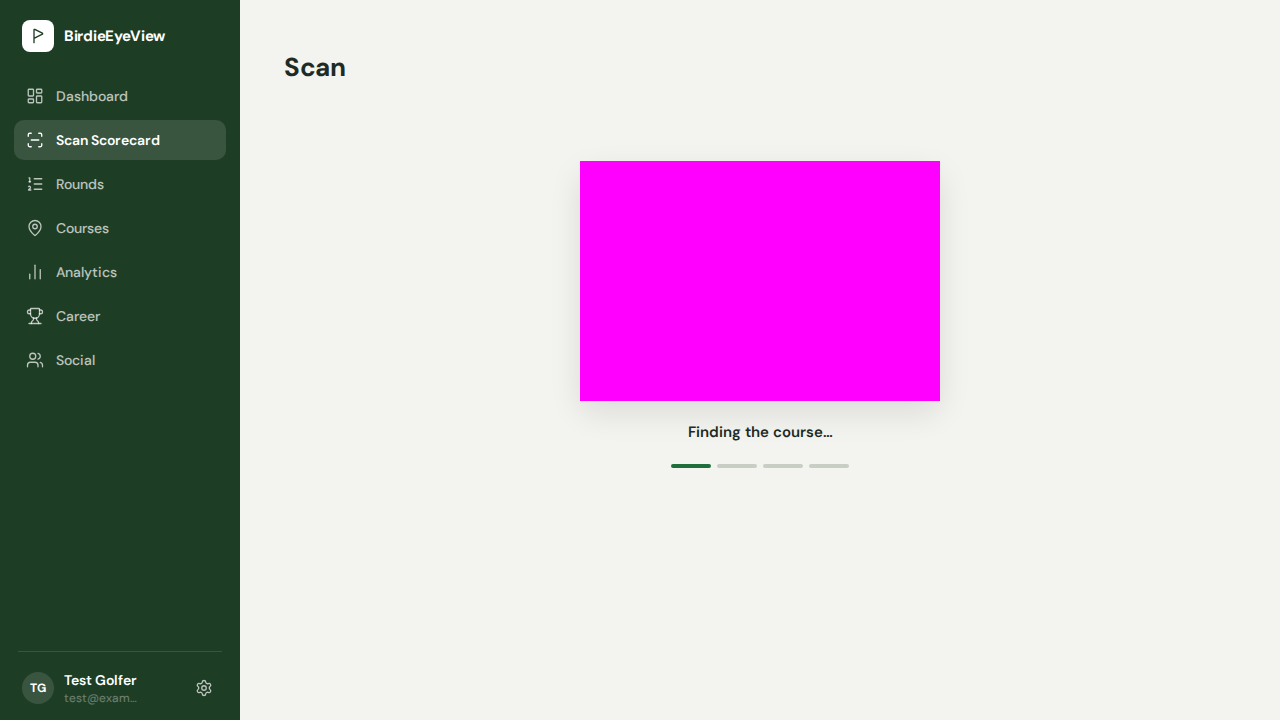 BirdieEyeView
Dashboard
Scan Scorecard
Rounds
Courses
Analytics
Career
Social
TG
Test Golfer
test@exam...
Scan
Finding the course...